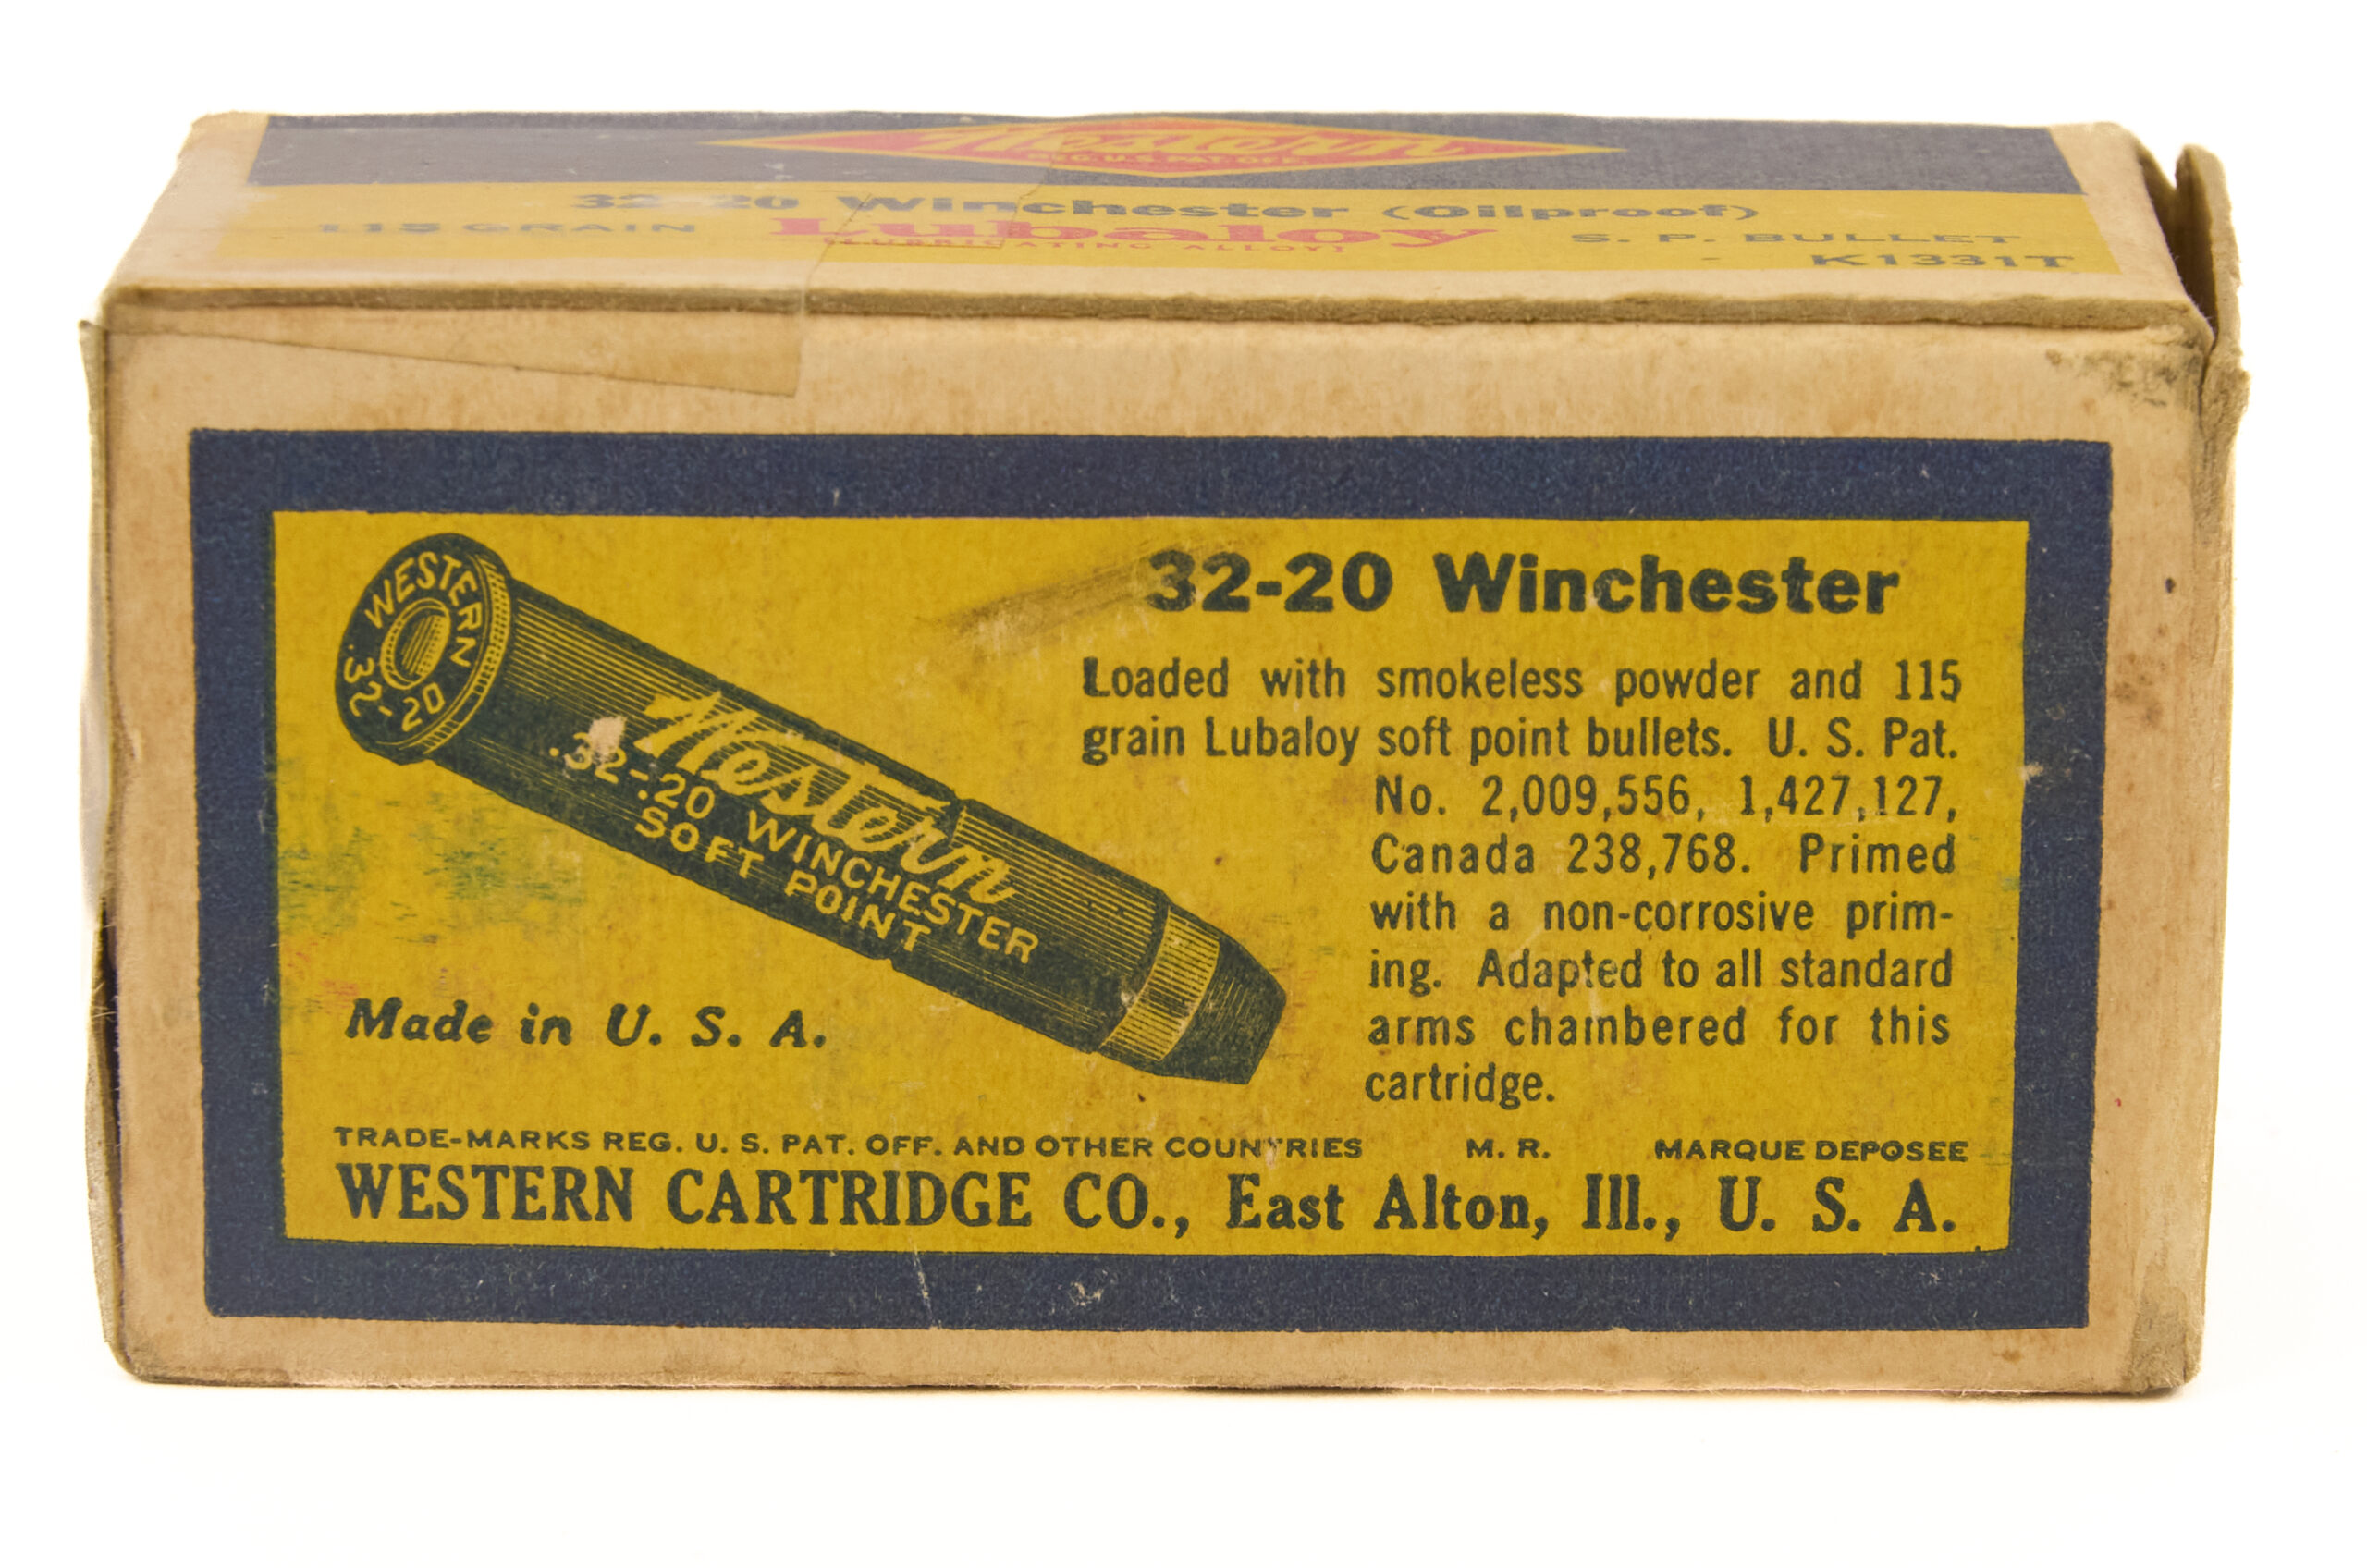 Western
REG. U.S. PAT. OFF.
32-20 Winchester (Oilproof)
115 GRAIN Lubaloy S. P. BULLET
(LUBRICATING ALLOY)
K1331T
WESTERN
.32-20
Western
.32-.20 WINCHESTER
SOFT POINT
32-20 Winchester
Loaded with smokeless powder and 115
grain Lubaloy soft point bullets. U. S. Pat.
No. 2,009,556, 1,427,127,
Canada 238,768. Primed
with a non-corrosive prim-
ing. Adapted to all standard
arms chambered for this
cartridge.
Made in U. S. A.
TRADE-MARKS REG. U. S. PAT. OFF. AND OTHER COUNTRIES M. R. MARQUE DEPOSEE
WESTERN CARTRIDGE CO., East Alton, Ill., U. S. A.